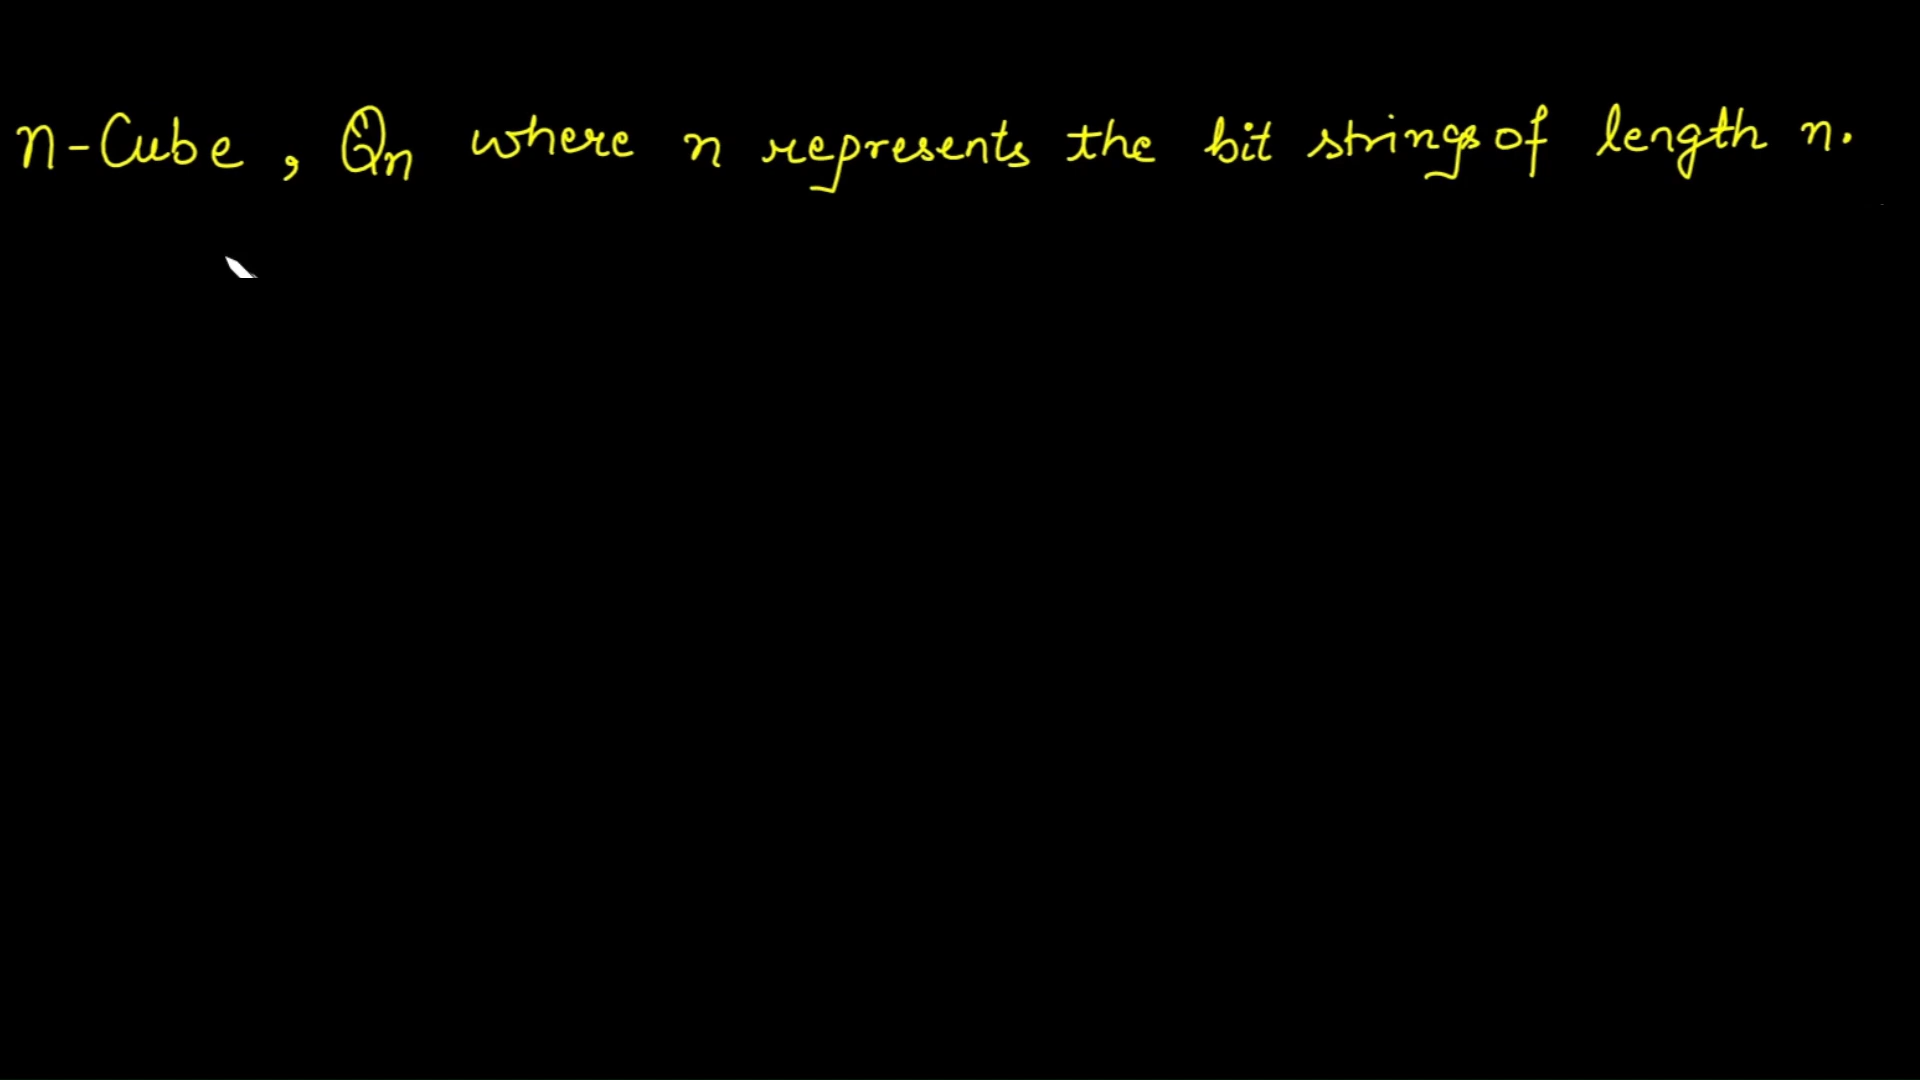 n-Cube, Qn where n represents the bit strings of length n.